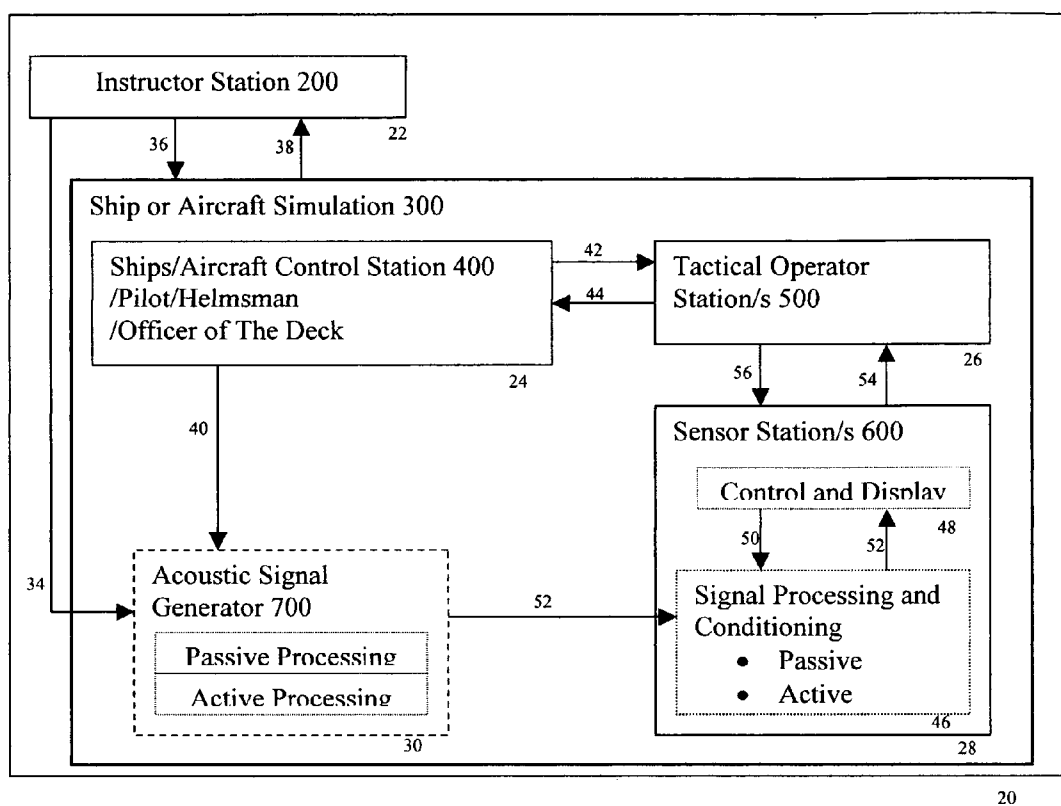 Instructor Station 200
22
36
38
Ship or Aircraft Simulation 300
Ships/Aircraft Control Station 400
/Pilot/Helmsman
/Officer of The Deck
24
42
44
Tactical Operator
Station/s 500
26
56
54
40
Sensor Station/s 600
Control and Display
48
50
52
34
Acoustic Signal
Generator 700
Passive Processing
Active Processing
30
52
Signal Processing and
Conditioning
• Passive
• Active
46
28
20